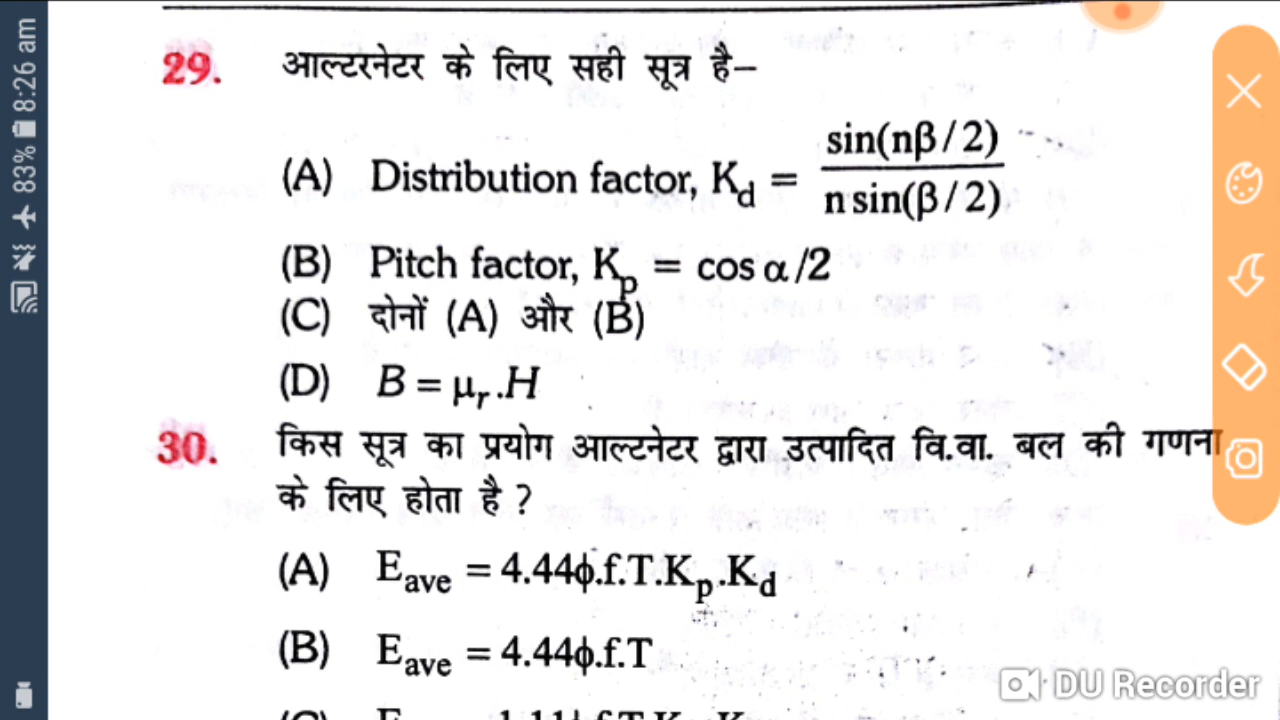 8:26 am
83%
29. आल्टरनेटर के लिए सही सूत्र है–
(A) Distribution factor, K_d = sin(nβ/2) / n sin(β/2)
(B) Pitch factor, K_p = cos α/2
(C) दोनों (A) और (B)
(D) B = μ_r.H
30. किस सूत्र का प्रयोग आल्टनेटर द्वारा उत्पादित वि.वा. बल की गणना
के लिए होता है ?
(A) E_ave = 4.44ϕ.f.T.K_p.K_d
(B) E_ave = 4.44ϕ.f.T
DU Recorder